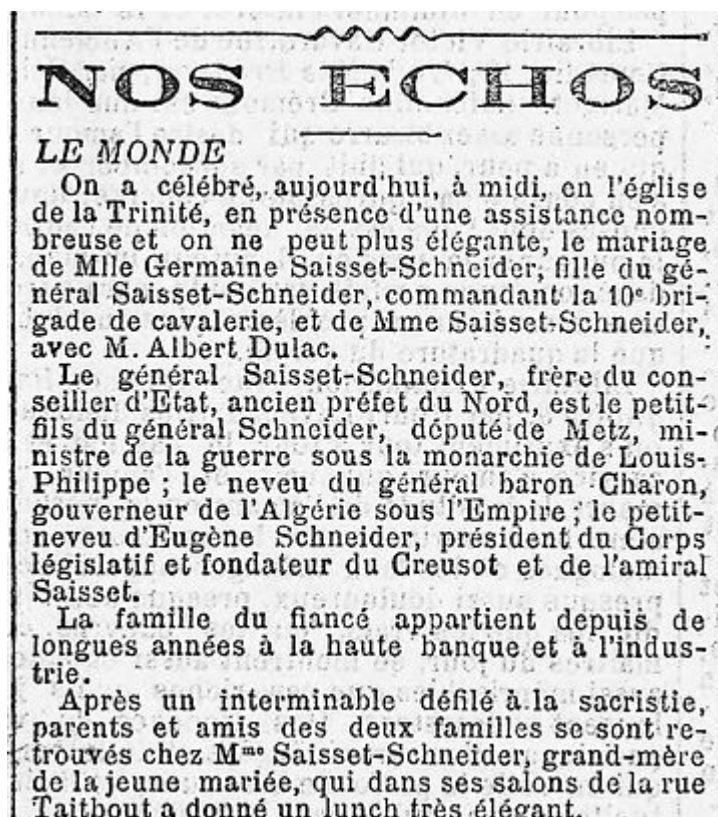 NOS ECHOS
LE MONDE
On a célébré, aujourd'hui, à midi, en l'église
de la Trinité, en présence d'une assistance nom-
breuse et on ne peut plus élégante, le mariage
de Mlle Germaine Saisset-Schneider, fille du gé-
néral Saisset-Schneider, commandant la 10e bri-
gade de cavalerie, et de Mme Saisset-Schneider,
avec M. Albert Dulac.
Le général Saisset-Schneider, frère du con-
seiller d'Etat, ancien préfet du Nord, est le petit-
fils du général Schneider, député de Metz, mi-
nistre de la guerre sous la monarchie de Louis-
Philippe ; le neveu du général baron Charon,
gouverneur de l'Algérie sous l'Empire ; le petit-
neveu d'Eugène Schneider, président du Corps
législatif et fondateur du Creusot et de l'amiral
Saisset.
La famille du fiancé appartient depuis de
longues années à la haute banque et à l'indus-
trie.
Après un interminable défilé à la sacristie,
parents et amis des deux familles se sont re-
trouvés chez Mme Saisset-Schneider, grand-mère
de la jeune mariée, qui dans ses salons de la rue
Taitbout a donné un lunch très élégant.